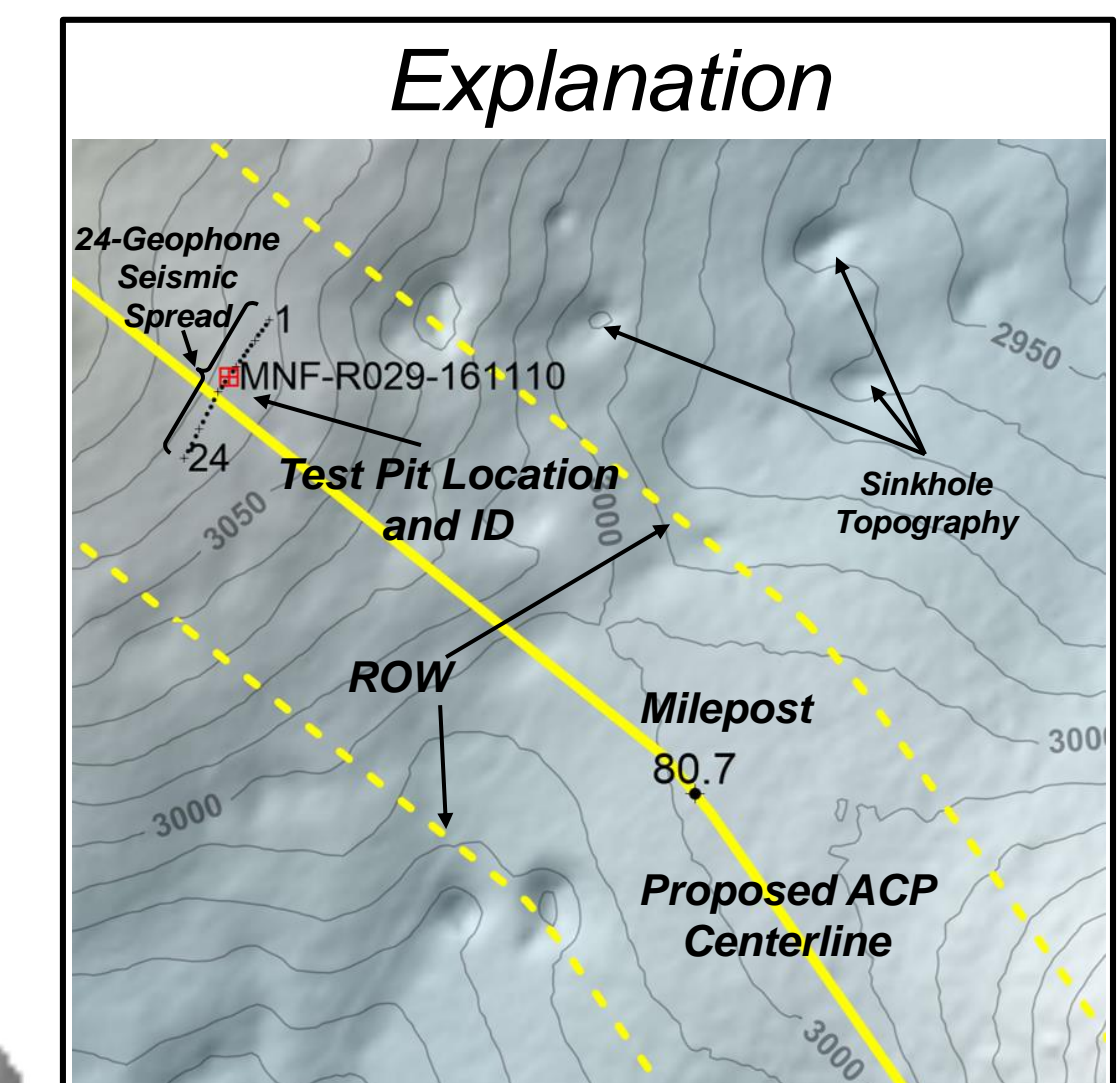 Explanation
24-Geophone
Seismic
Spread
1
MNF-R029-161110
24
Test Pit Location
and ID
2950
Sinkhole
Topography
3050
3000
ROW
Milepost
80.7
3000
3000
Proposed ACP
Centerline
3000